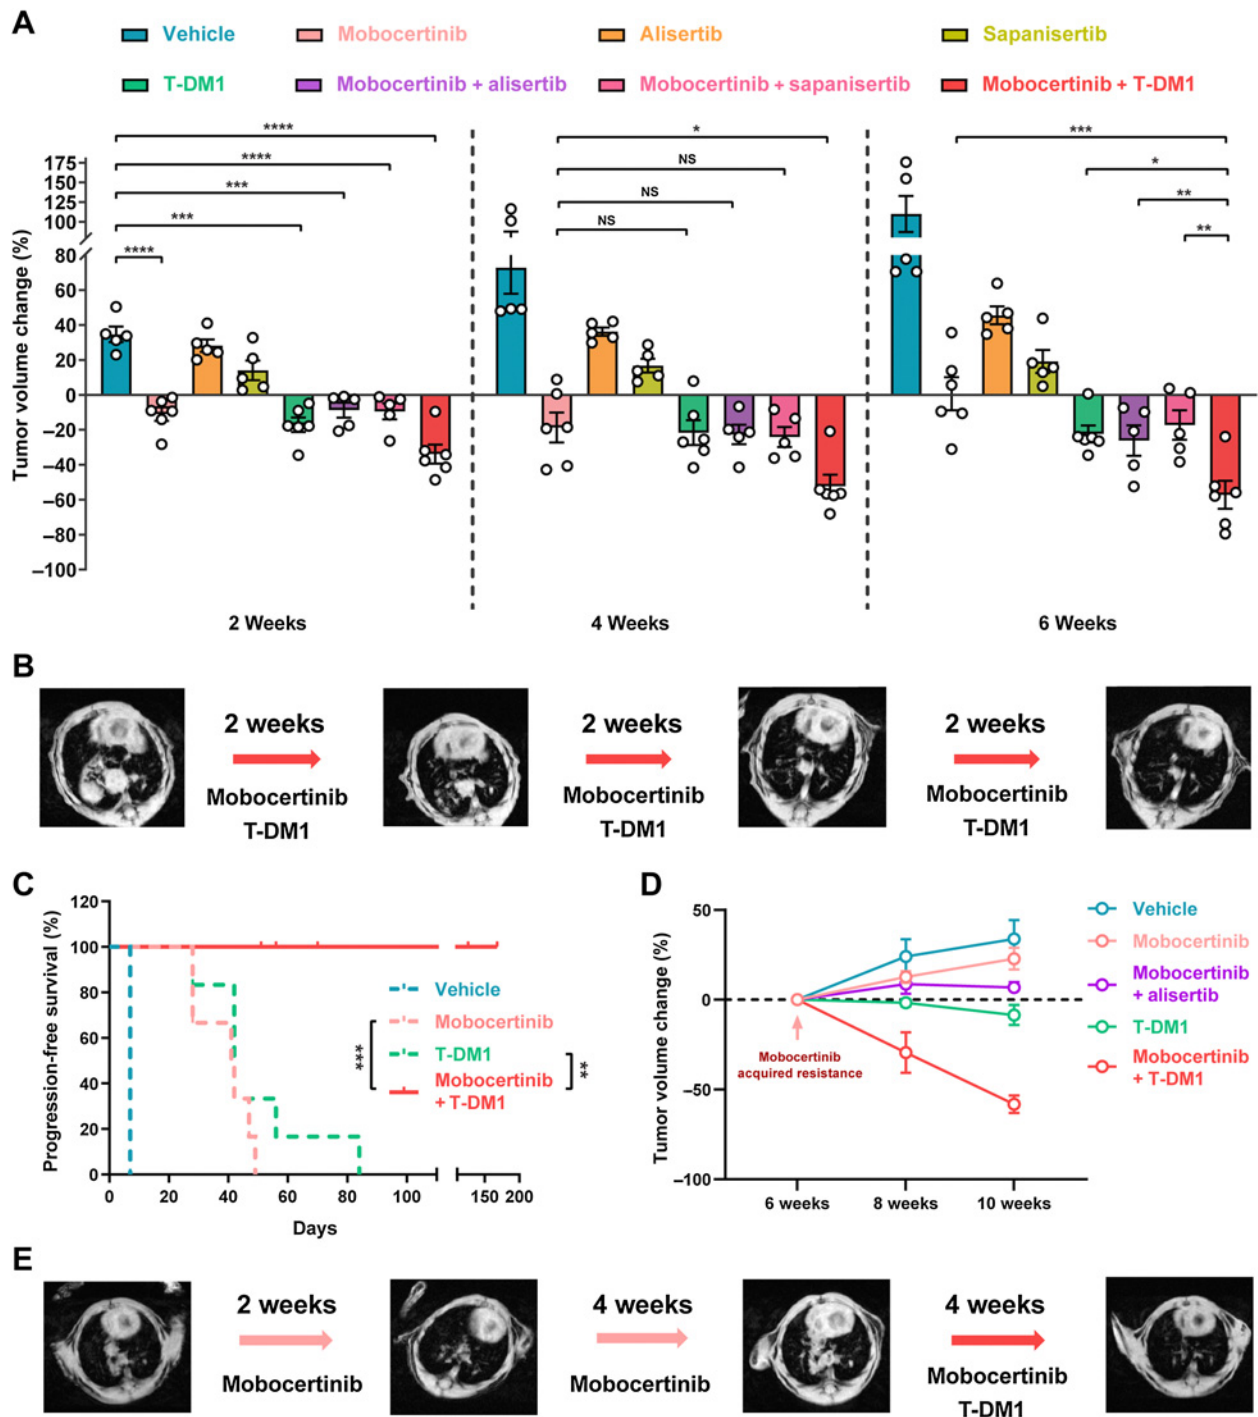 A
Vehicle
Mobocertinib
Alisertib
Sapanisertib
T-DM1
Mobocertinib + alisertib
Mobocertinib + sapanisertib
Mobocertinib + T-DM1
Tumor volume change (%)
175
150
125
100
80
60
40
20
0
–20
–40
–60
–80
–100
****
****
***
***
****
*
NS
NS
NS
***
*
**
**
2 Weeks
4 Weeks
6 Weeks
B
2 weeks
Mobocertinib
T-DM1
2 weeks
Mobocertinib
T-DM1
2 weeks
Mobocertinib
T-DM1
C
Progression-free survival (%)
120
100
80
60
40
20
0
0 20 40 60 80 100 150 200
Days
Vehicle
Mobocertinib
T-DM1
Mobocertinib
+ T-DM1
***
**
D
Tumor volume change (%)
50
0
–50
–100
6 weeks 8 weeks 10 weeks
Mobocertinib
acquired resistance
Vehicle
Mobocertinib
Mobocertinib
+ alisertib
T-DM1
Mobocertinib
+ T-DM1
E
2 weeks
Mobocertinib
4 weeks
Mobocertinib
4 weeks
Mobocertinib
T-DM1